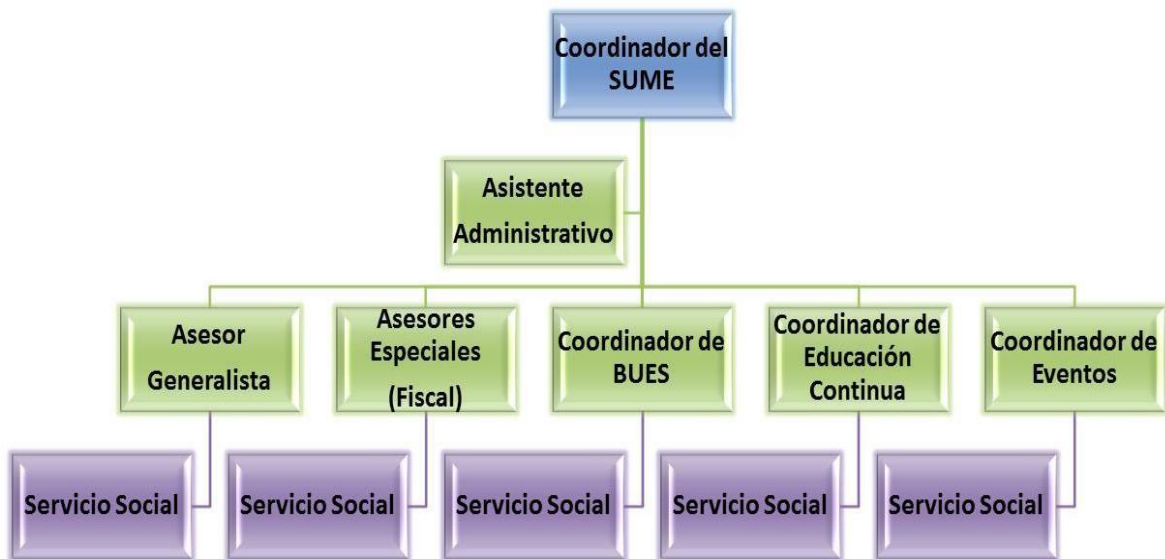 Coordinador del
SUME
Asistente
Administrativo
Asesor
Generalista
Asesores
Especiales
(Fiscal)
Coordinador de
BUES
Coordinador de
Educación
Continua
Coordinador de
Eventos
Servicio Social
Servicio Social
Servicio Social
Servicio Social
Servicio Social